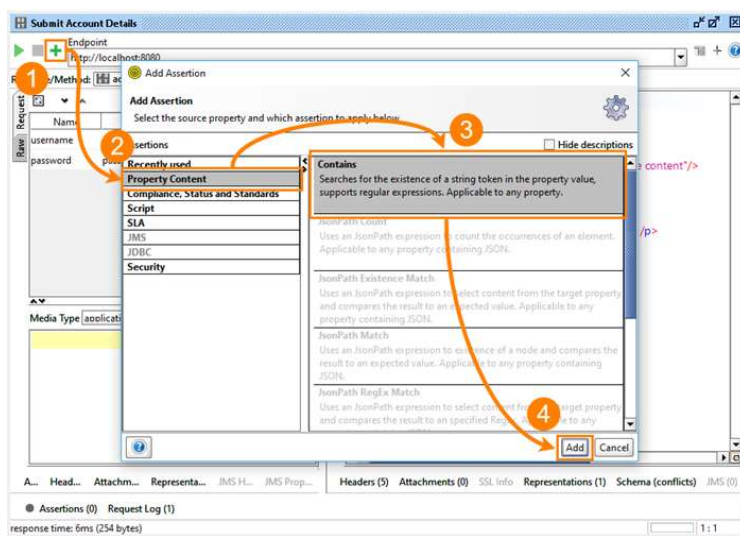 Submit Account Details
Endpoint
http://localhost:8080
1
Add Assertion
Add Assertion
Select the source property and which assertion to apply below
Request
Raw
Name
username
password
2
3
Hide descriptions
Recently used
Property Content
Compliance, Status and Standards
Script
SLA
JMS
JDBC
Security
Contains
Searches for the existence of a string token in the property value,
supports regular expressions. Applicable to any property.
JsonPath Count
Uses an JsonPath expression to count the occurrences of an element.
Applicable to any property containing JSON.
JsonPath Existence Match
Uses an JsonPath expression to select content from the target property
and compares the result to an expected value. Applicable to any
property containing JSON.
JsonPath Match
Uses an JsonPath expression to existence of a node and compares the
result to an expected value. Applicable to any property containing
JSON.
JsonPath RegEx Match
Uses an JsonPath expression to select content from target property
and compares the result to an specified to any
content"/>
/p>
Media Type
4
Add
Cancel
A... Head... Attachm... Representa... JMS H... JMS Prop...
Headers (5) Attachments (0) SSL Info Representations (1) Schema (conflicts) JMS (0)
Assertions (0) Request Log (1)
response time: 6ms (254 bytes)
1 : 1